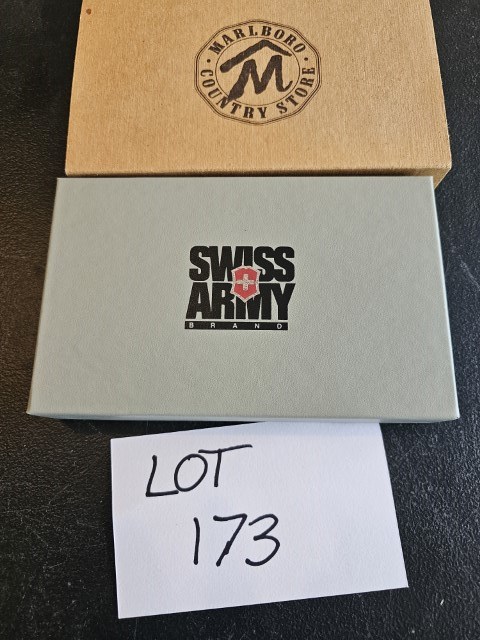 MARLBORO
M
COUNTRY STORE
SWISS
ARMY
BRAND
LOT
173